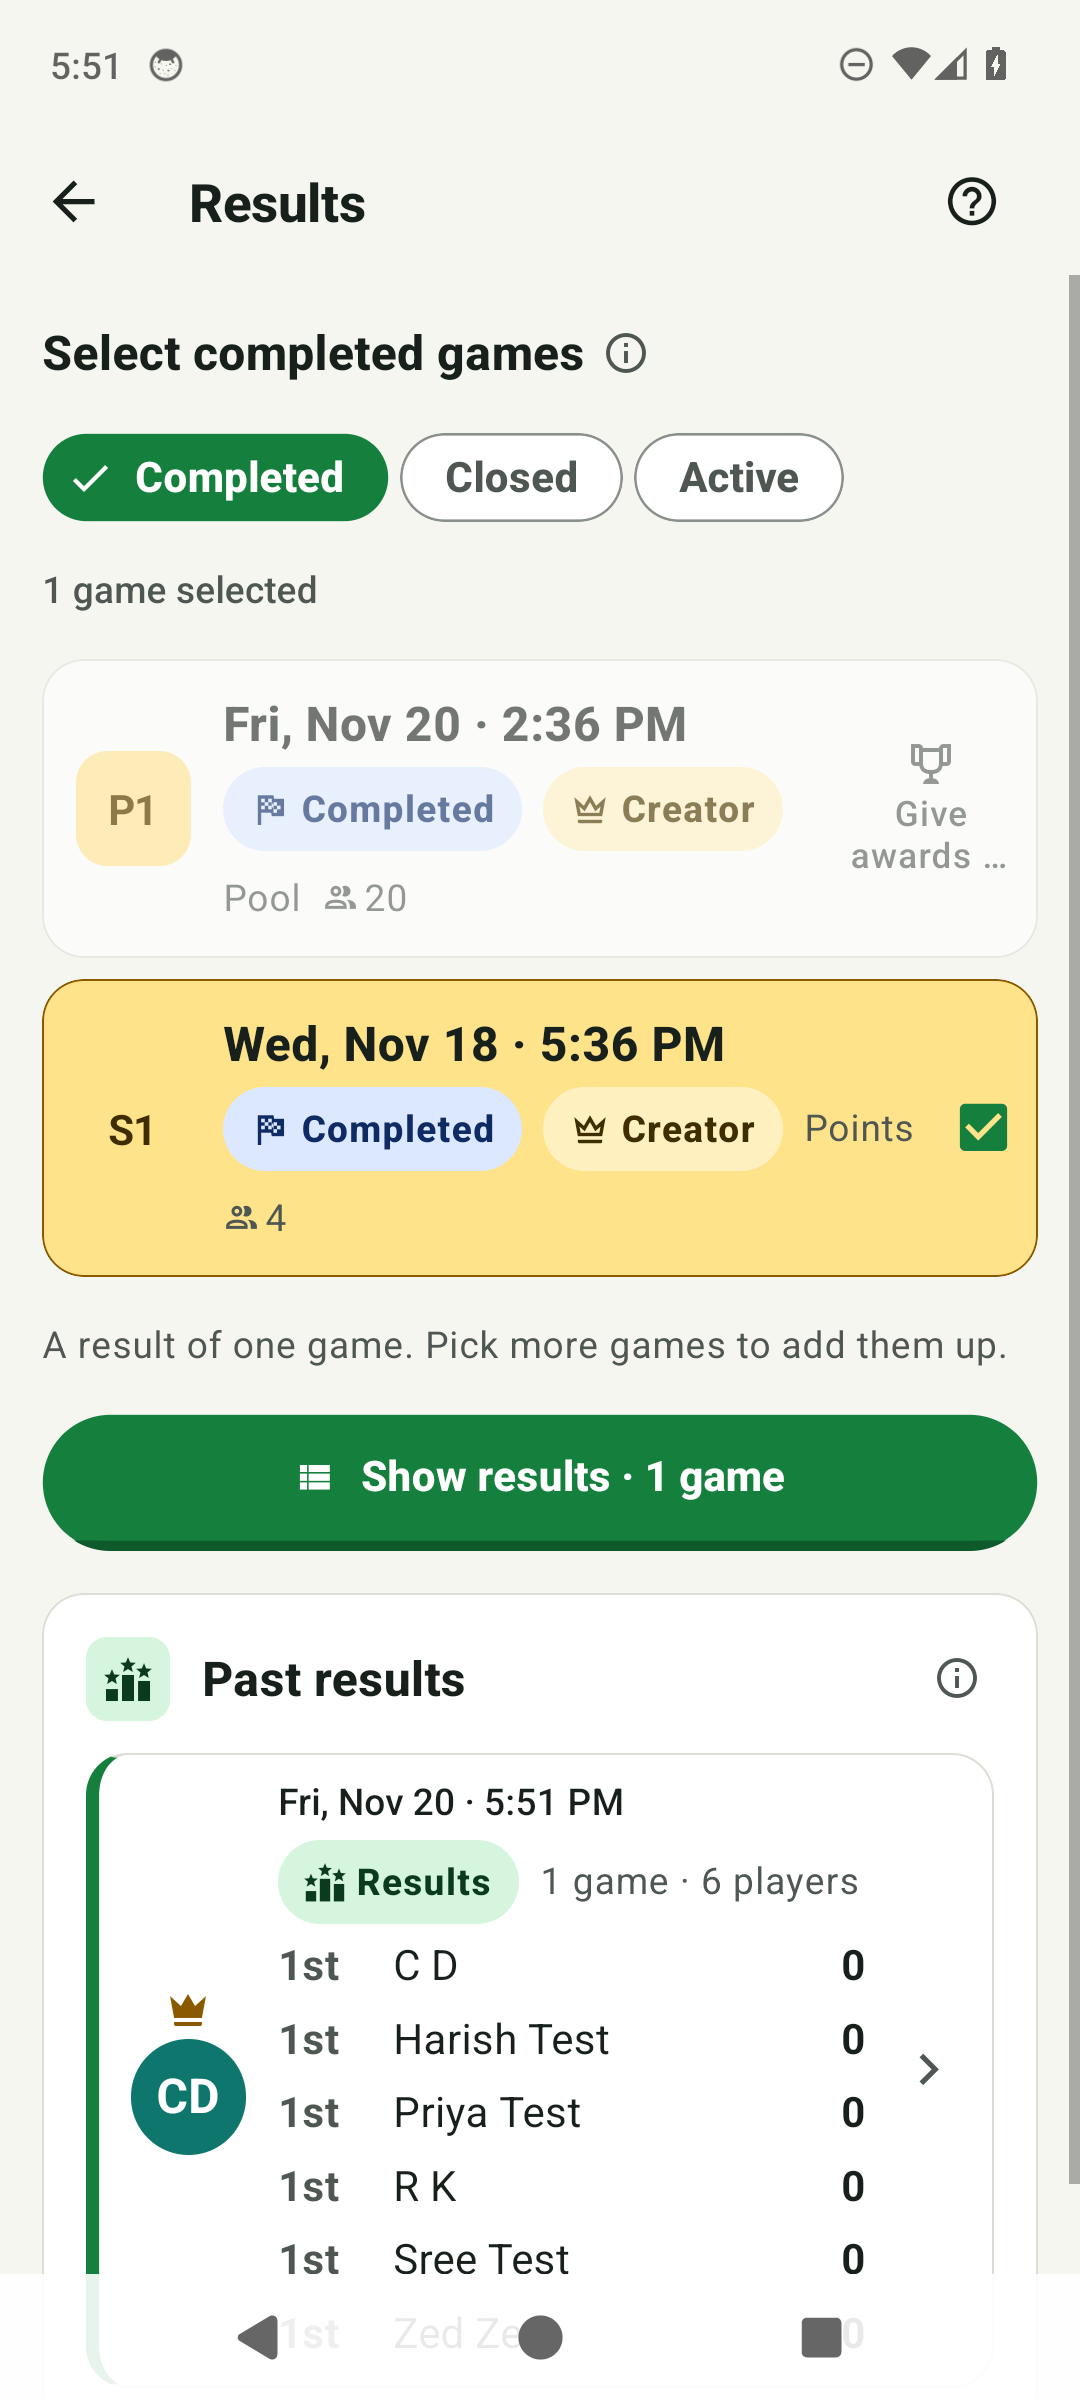 5:51
Results
Select completed games
Completed
Closed
Active
1 game selected
P1
Fri, Nov 20 · 2:36 PM
Completed
Creator
Pool
20
Give
awards ...
S1
Wed, Nov 18 · 5:36 PM
Completed
Creator
Points
4
A result of one game. Pick more games to add them up.
Show results · 1 game
Past results
Fri, Nov 20 · 5:51 PM
Results
1 game · 6 players
CD
1st C D 0
1st Harish Test 0
1st Priya Test 0
1st R K 0
1st Sree Test 0
1st Zed 0